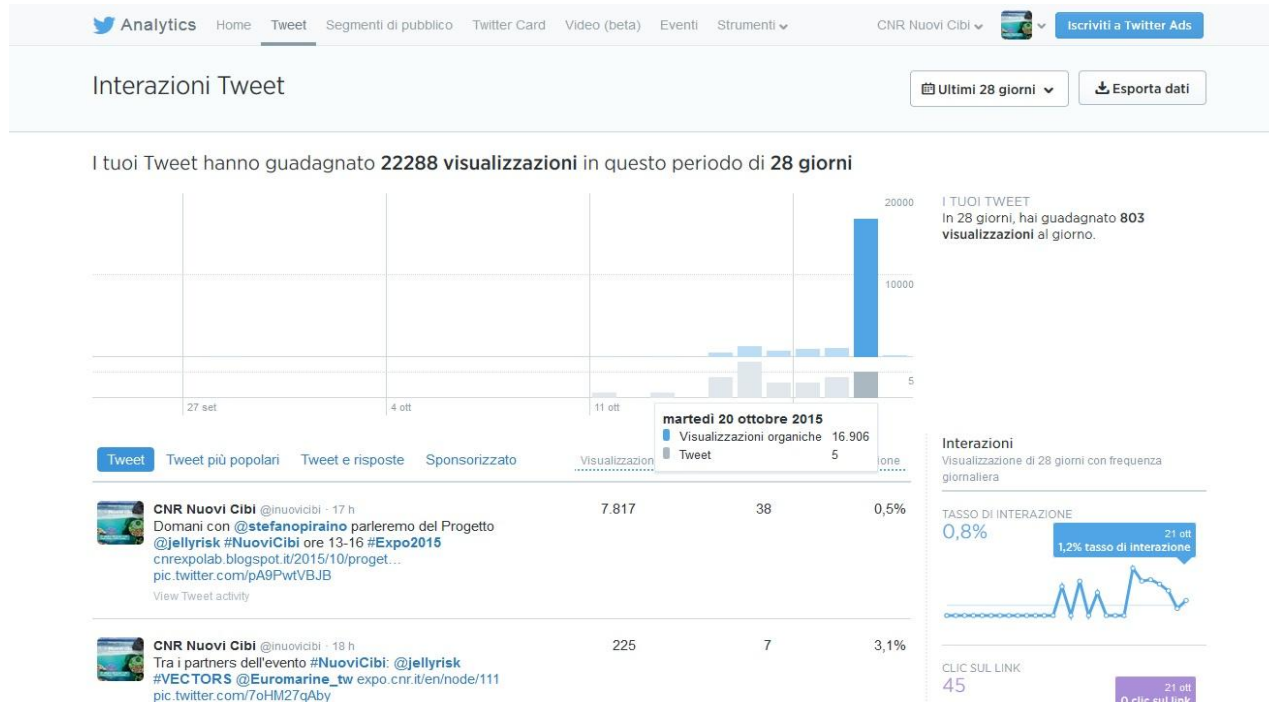 Analytics Home Tweet Segmenti di pubblico Twitter Card Video (beta) Eventi Strumenti CNR Nuovi Cibi Iscriviti a Twitter Ads
Interazioni Tweet
Ultimi 28 giorni
Esporta dati
I tuoi Tweet hanno guadagnato 22288 visualizzazioni in questo periodo di 28 giorni
20000
10000
5
27 set
4 ott
11 ott
martedì 20 ottobre 2015
Visualizzazioni organiche 16.906
Tweet 5
I TUOI TWEET
In 28 giorni, hai guadagnato 803
visualizzazioni al giorno.
Tweet Tweet più popolari Tweet e risposte Sponsorizzato
CNR Nuovi Cibi @inuovicibi · 17 h
Domani con @stefanopiraino parleremo del Progetto
@jellyrisk #NuoviCibi ore 13-16 #Expo2015
cnrexpolab.blogspot.it/2015/10/proget…
pic.twitter.com/pA9PwtVBJB
View Tweet activity
7.817 38 0,5%
CNR Nuovi Cibi @inuovicibi · 18 h
Tra i partners dell'evento #NuoviCibi: @jellyrisk
#VECTORS @Euromarine_tw expo.cnr.it/en/node/111
pic.twitter.com/7oHM27qAby
225 7 3,1%
Interazioni
Visualizzazione di 28 giorni con frequenza
giornaliera
TASSO DI INTERAZIONE
0,8%
21 ott
1,2% tasso di interazione
CLIC SUL LINK
45
21 ott
0 clic sul link